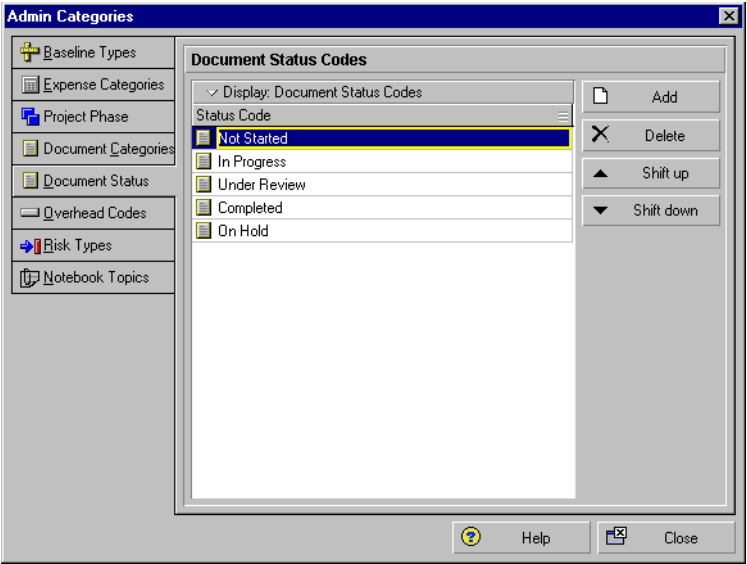 Admin Categories
Baseline Types
Expense Categories
Project Phase
Document Categories
Document Status
Overhead Codes
Risk Types
Notebook Topics
Document Status Codes
Display: Document Status Codes
Status Code
Not Started
In Progress
Under Review
Completed
On Hold
Add
Delete
Shift up
Shift down
Help
Close